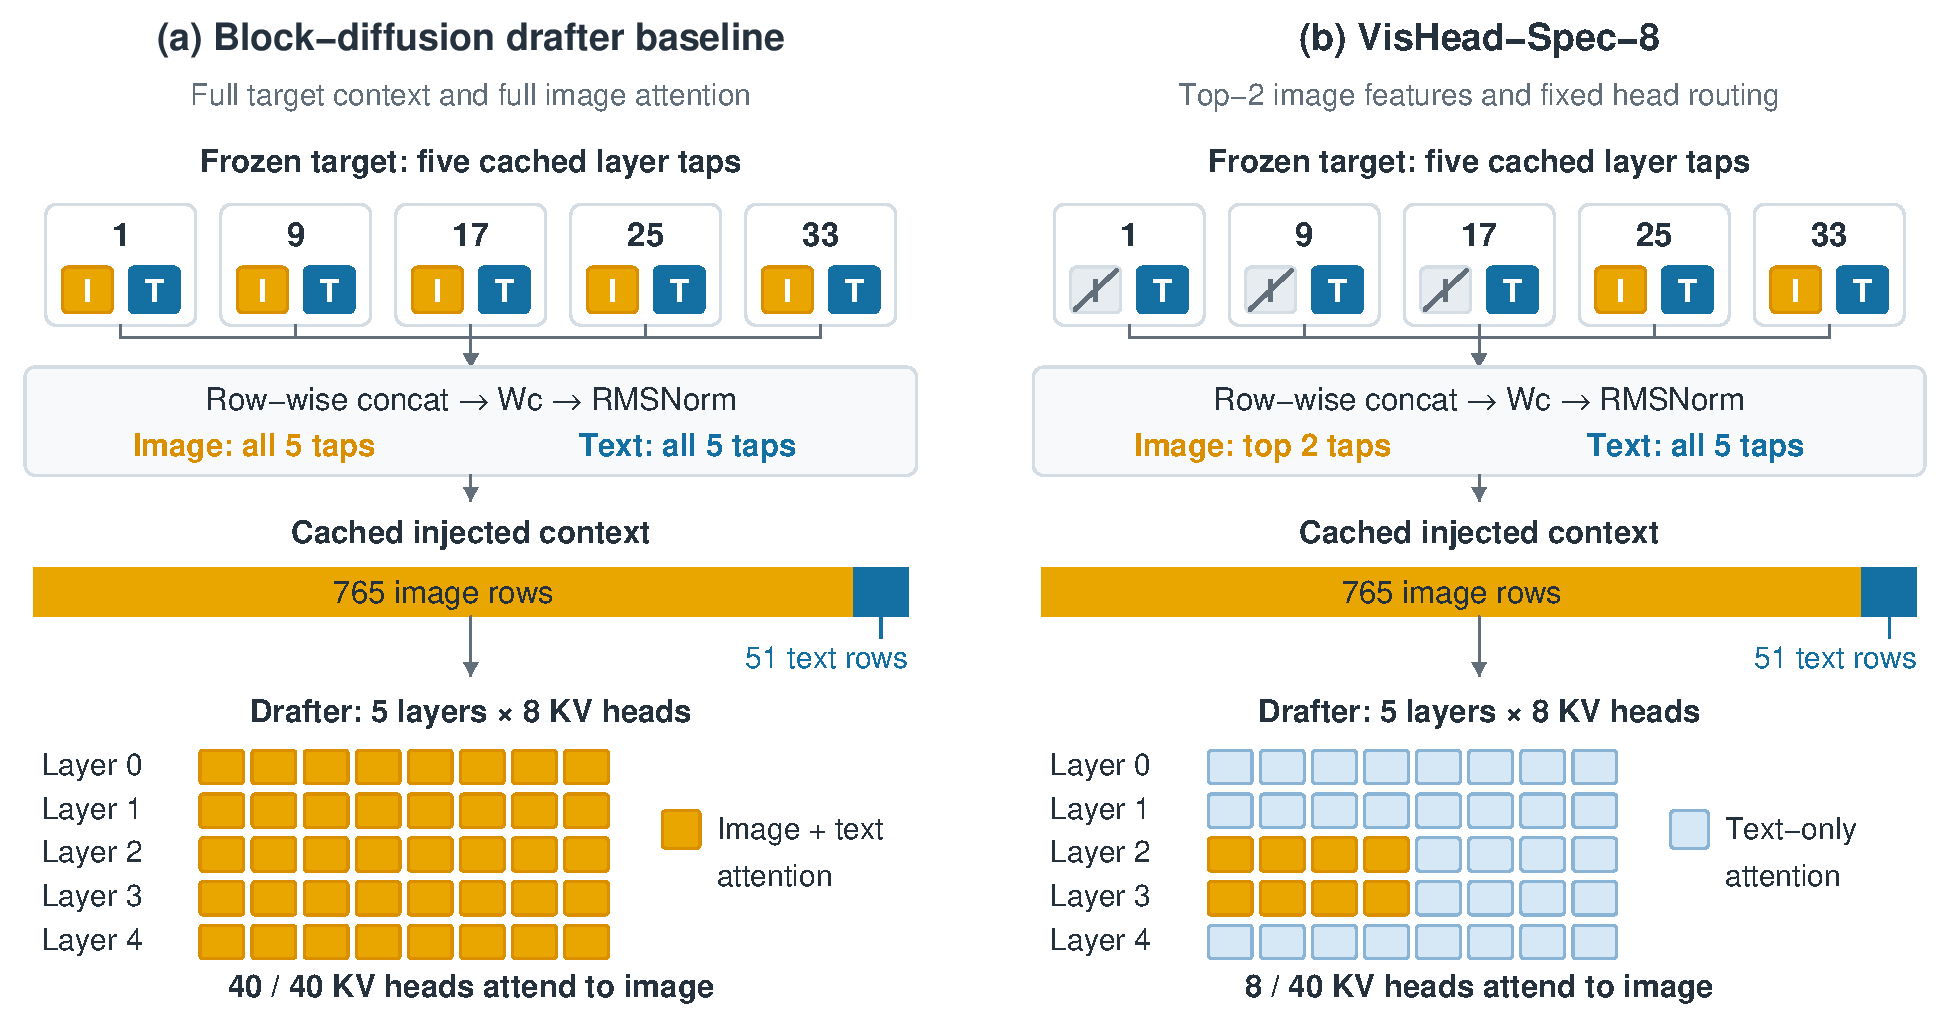 (a) Block−diffusion drafter baseline
Full target context and full image attention
Frozen target: five cached layer taps
1 9 17 25 33
I T I T I T I T I T
Row−wise concat → Wc → RMSNorm
Image: all 5 taps Text: all 5 taps
Cached injected context
765 image rows
51 text rows
Drafter: 5 layers × 8 KV heads
Layer 0
Layer 1
Layer 2
Layer 3
Layer 4
Image + text
attention
40 / 40 KV heads attend to image
(b) VisHead−Spec−8
Top−2 image features and fixed head routing
Frozen target: five cached layer taps
1 9 17 25 33
I T I T I T I T I T
Row−wise concat → Wc → RMSNorm
Image: top 2 taps Text: all 5 taps
Cached injected context
765 image rows
51 text rows
Drafter: 5 layers × 8 KV heads
Layer 0
Layer 1
Layer 2
Layer 3
Layer 4
Text−only
attention
8 / 40 KV heads attend to image